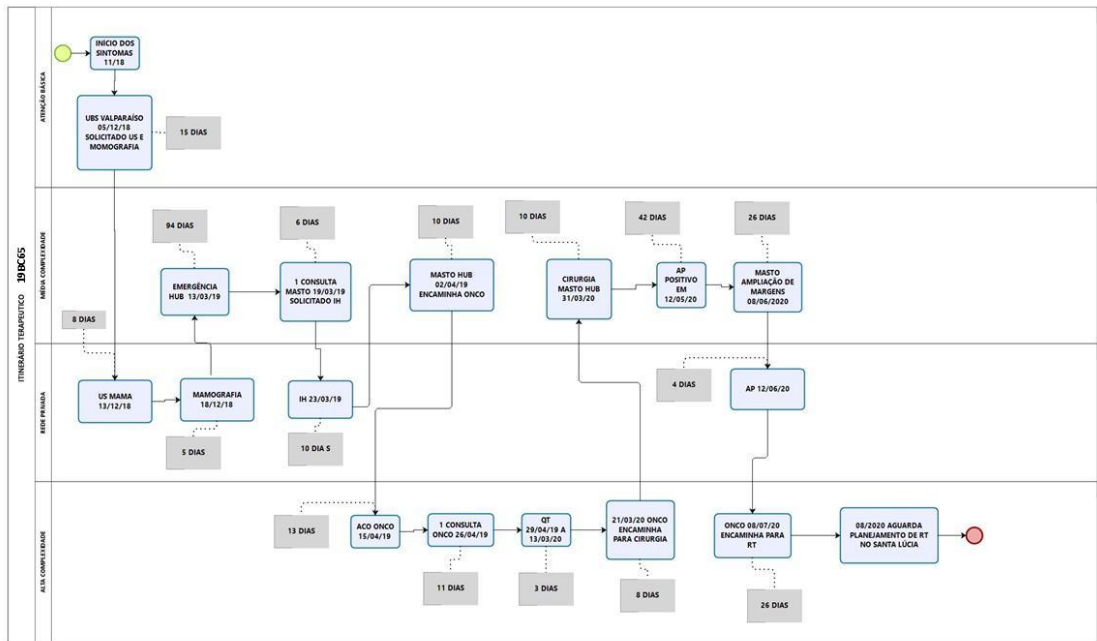 ITINERÁRIO TERAPEUTICO 19BC65
ATENÇÃO BÁSICA
INÍCIO DOS
SINTOMAS
11/18
UBS VALPARAÍSO
05/12/18
SOLICITADO US E
MOMOGRAFIA
15 DIAS
MÉDIA COMPLEXIDADE
94 DIAS
6 DIAS
10 DIAS
10 DIAS
42 DIAS
26 DIAS
EMERGÊNCIA
HUB 13/03/19
1 CONSULTA
MASTO 19/03/19
SOLICITADO IH
MASTO HUB
02/04/19
ENCAMINHA ONCO
CIRURGIA
MASTO HUB
31/03/20
AP
POSITIVO
EM
12/05/20
MASTO
AMPLIAÇÃO DE
MARGENS
08/06/2020
8 DIAS
REDE PRIVADA
US MAMA
13/12/18
MAMOGRAFIA
18/12/18
IH 23/03/19
4 DIAS
AP 12/06/20
5 DIAS
10 DIA S
ALTA COMPLEXIDADE
13 DIAS
ACO ONCO
15/04/19
1 CONSULTA
ONCO 26/04/19
QT
29/04/19 A
13/03/20
21/03/20 ONCO
ENCAMINHA
PARA CIRURGIA
ONCO 08/07/20
ENCAMINHA PARA
RT
08/2020 AGUARDA
PLANEJAMENTO DE RT
NO SANTA LÚCIA
11 DIAS
3 DIAS
8 DIAS
26 DIAS